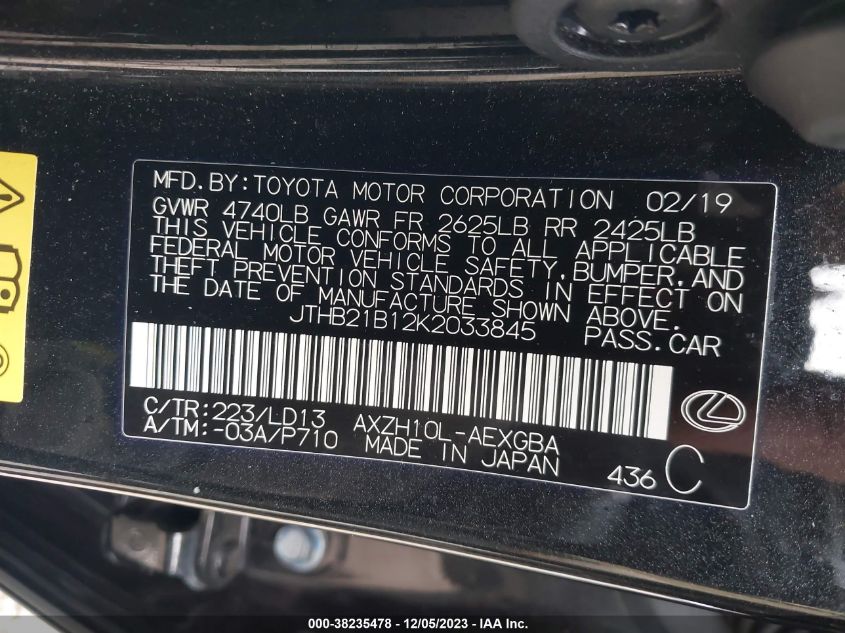 MFD.BY:TOYOTA MOTOR CORPORATION 02/19
GVWR 4740LB GAWR FR 2625LB RR 2425LB
THIS VEHICLE CONFORMS TO ALL APPLICABLE
FEDERAL MOTOR VEHICLE SAFETY,BUMPER,AND
THEFT PREVENTION STANDARDS IN EFFECT ON
THE DATE OF MANUFACTURE SHOWN ABOVE.
JTHB21B12K2033845 PASS.CAR
C/TR:223/LD13 AXZH10L-AEXGBA
A/TM:-03A/P710 MADE IN JAPAN
436 C
000-38235478 - 12/05/2023 - IAA Inc.